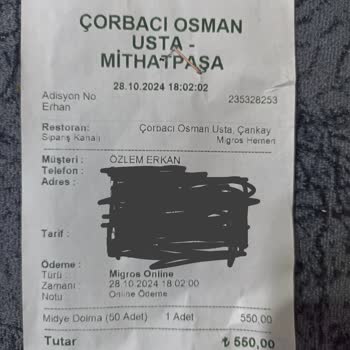 ÇORBACI OSMAN
USTA -
MİTHATPAŞA
28.10.2024 18:02:02
Adisyon No 235328253
Erhan
Restoran: Çorbacı Osman Usta, Çankay
Sipariş Kanalı Migros Hemen
Müşteri : ÖZLEM ERKAN
Telefon :
Adres :
Tarif :
Ödeme :
Türü Migros Online
Zamanı 28.10.2024 18:02:00
Notu Online Ödeme
Midye Dolma (50 Adet) 1 Adet 550,00
Tutar ₺ 550,00